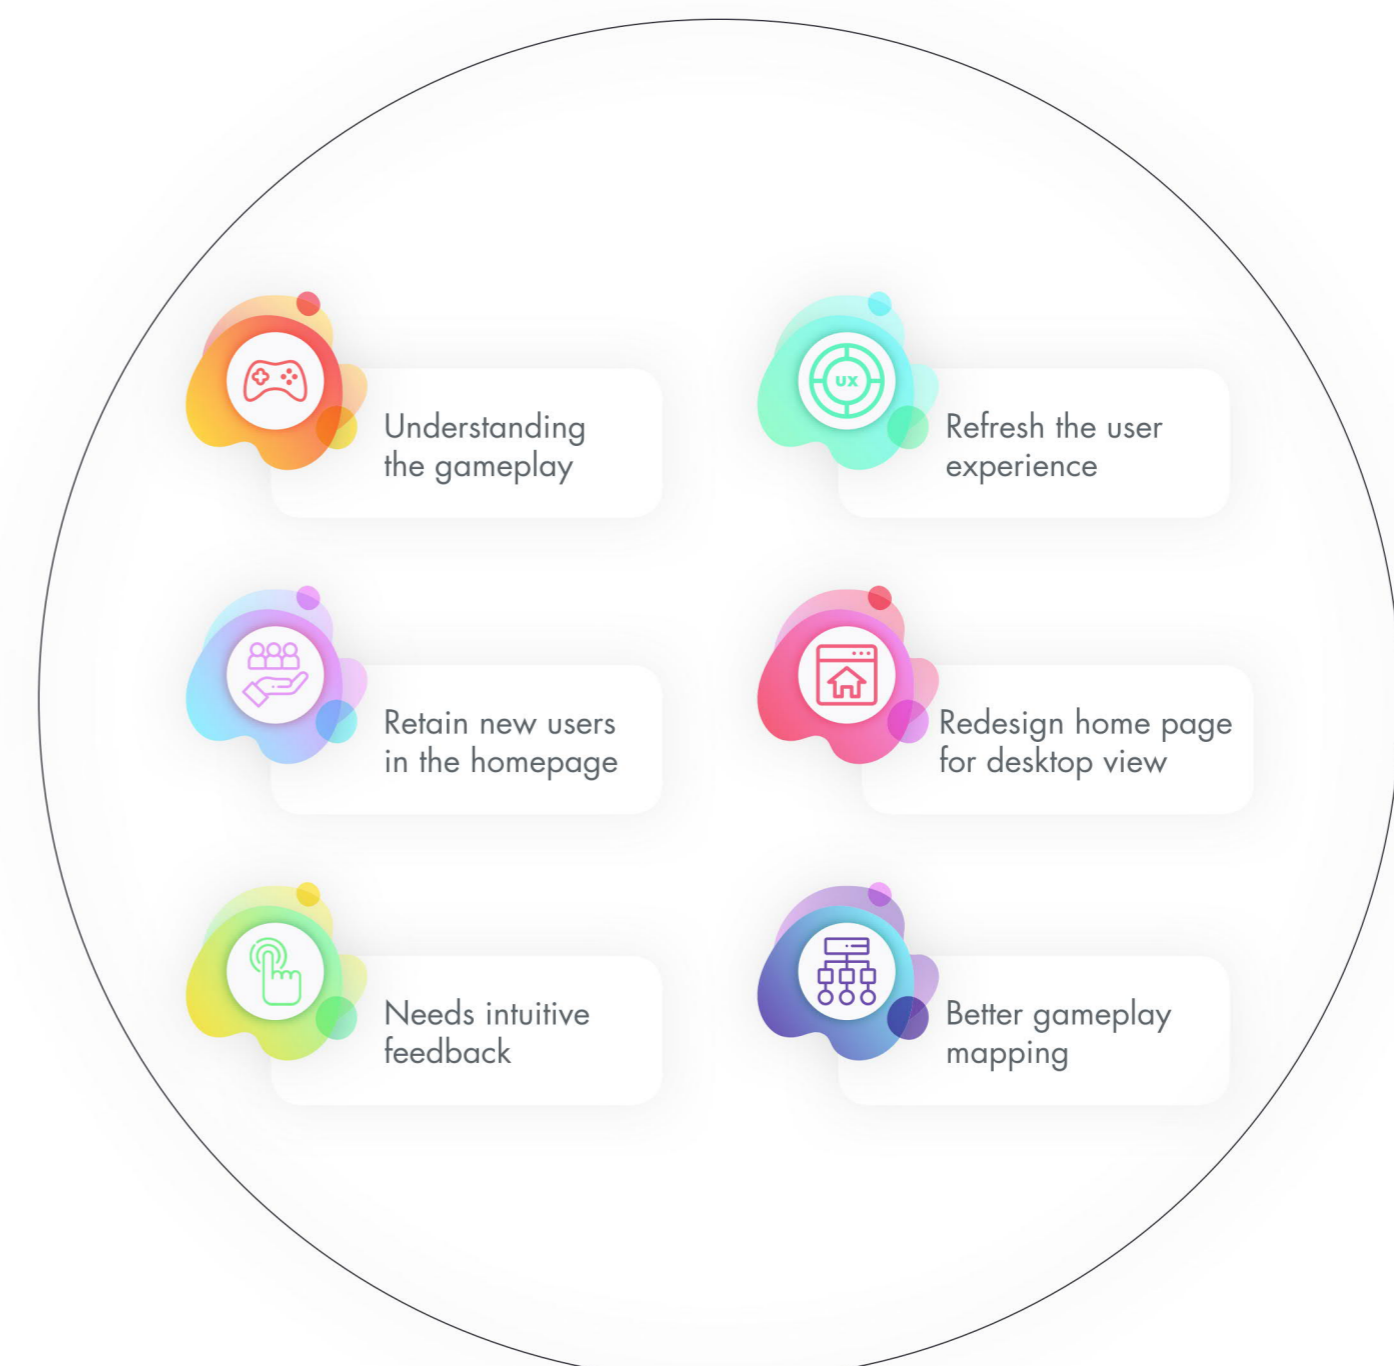 Understanding
the gameplay
UX
Refresh the user
experience
Retain new users
in the homepage
Redesign home page
for desktop view
Needs intuitive
feedback
Better gameplay
mapping